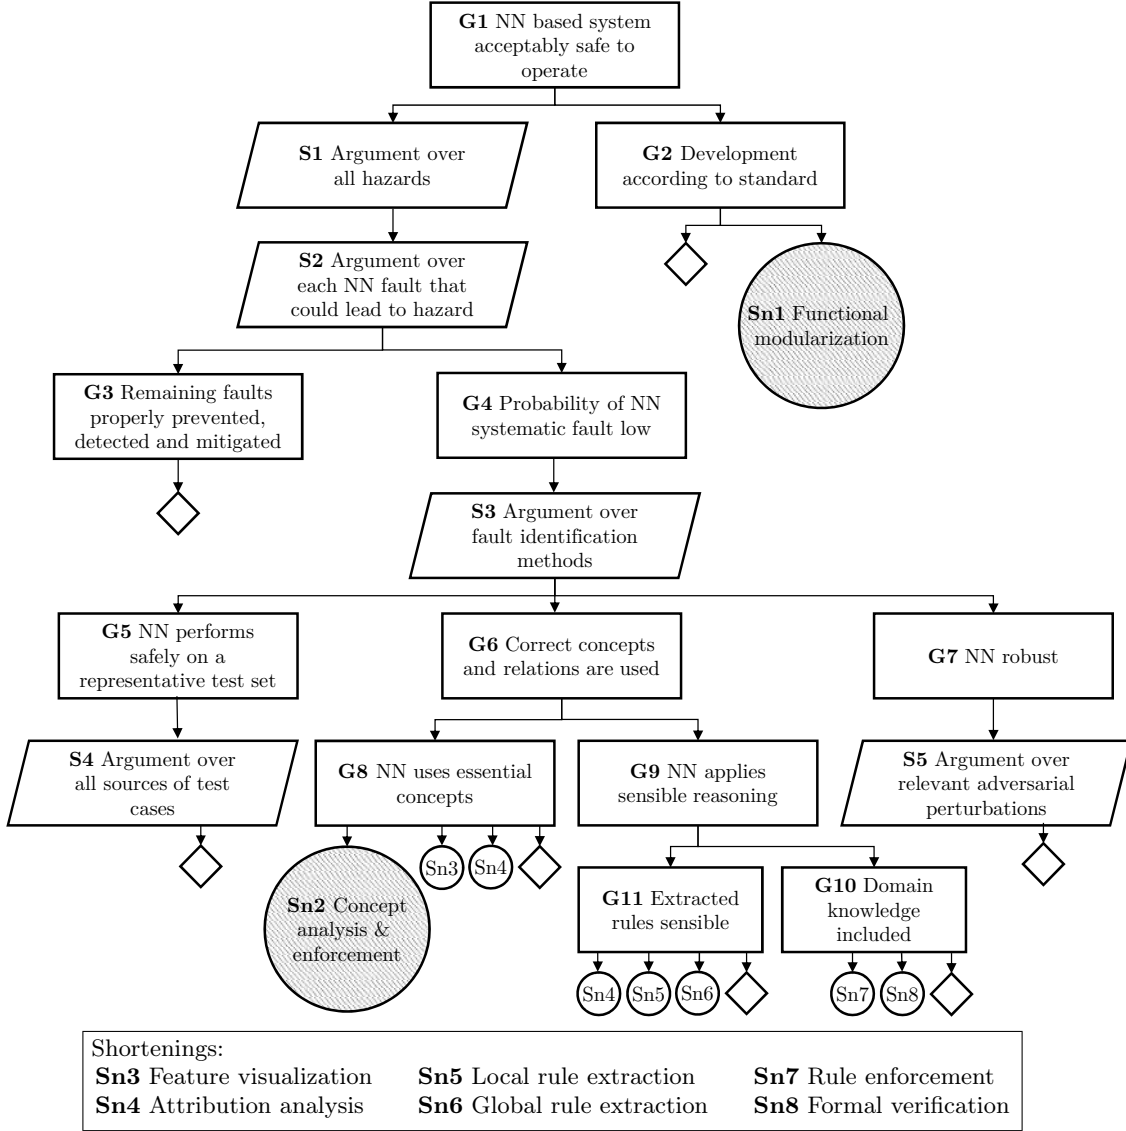 G1 NN based system
acceptably safe to
operate
S1 Argument over
all hazards
G2 Development
according to standard
S2 Argument over
each NN fault that
could lead to hazard
Sn1 Functional
modularization
G3 Remaining faults
properly prevented,
detected and mitigated
G4 Probability of NN
systematic fault low
S3 Argument over
fault identification
methods
G5 NN performs
safely on a
representative test set
G6 Correct concepts
and relations are used
G7 NN robust
S4 Argument over
all sources of test
cases
G8 NN uses essential
concepts
G9 NN applies
sensible reasoning
S5 Argument over
relevant adversarial
perturbations
Sn2 Concept
analysis &
enforcement
Sn3
Sn4
G11 Extracted
rules sensible
G10 Domain
knowledge
included
Sn4
Sn5
Sn6
Sn7
Sn8
Shortenings:
Sn3 Feature visualization
Sn4 Attribution analysis
Sn5 Local rule extraction
Sn6 Global rule extraction
Sn7 Rule enforcement
Sn8 Formal verification